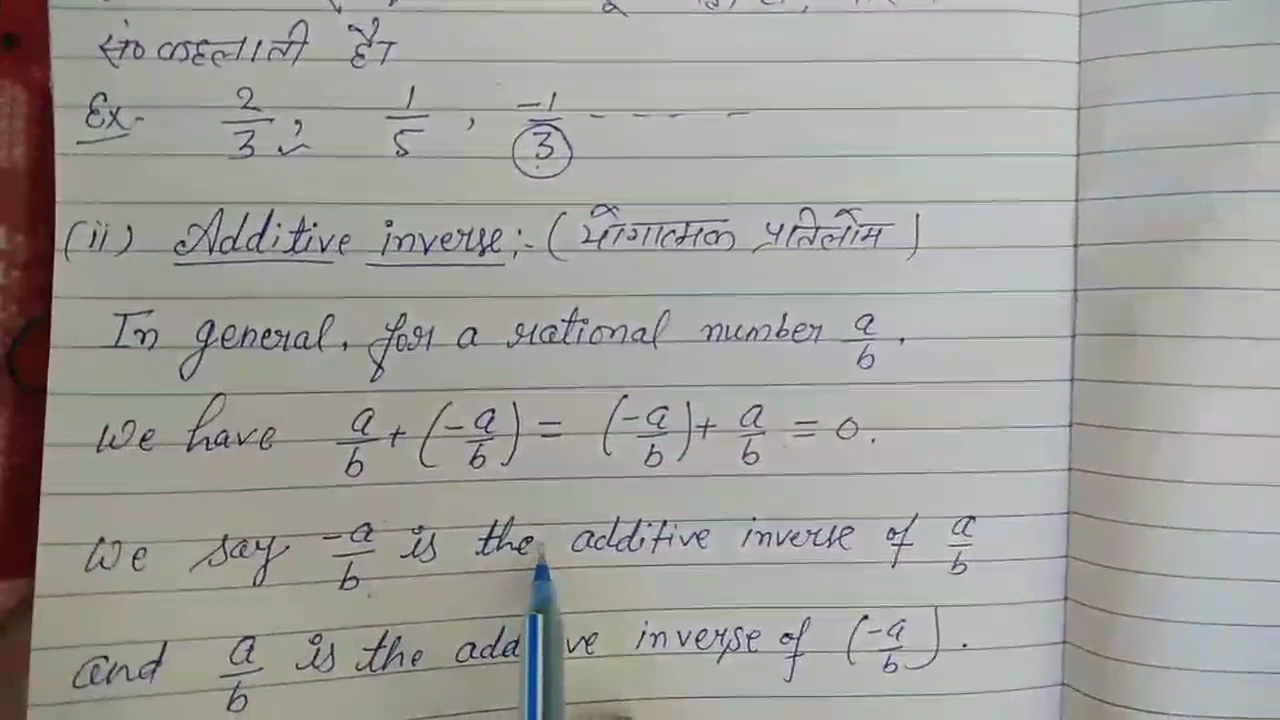 सं० कहलाती है।
Ex- 2/3, 1/5, -1/3 - - - -
(ii) Additive inverse:- (योगात्मक प्रतिलोम)
In general, for a rational number a/b.
We have a/b + (-a/b) = (-a/b) + a/b = 0.
We say -a/b is the additive inverse of a/b
and a/b is the add ve inverse of (-a/b).